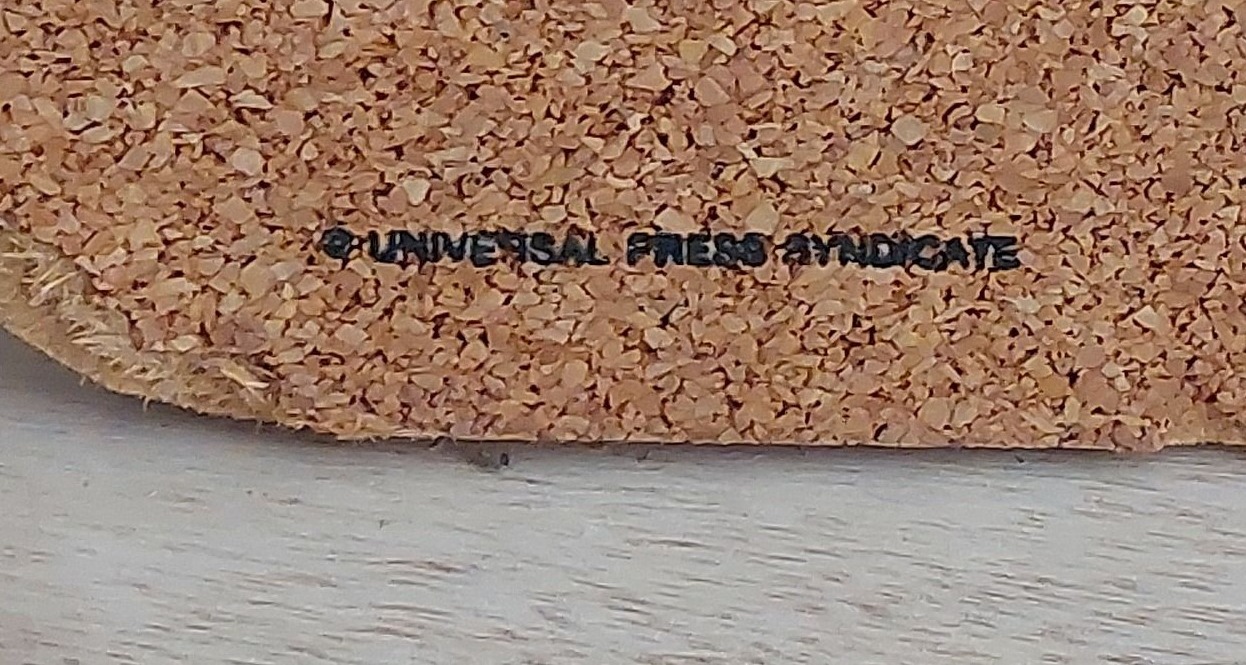 © UNIVERSAL PRESS SYNDICATE